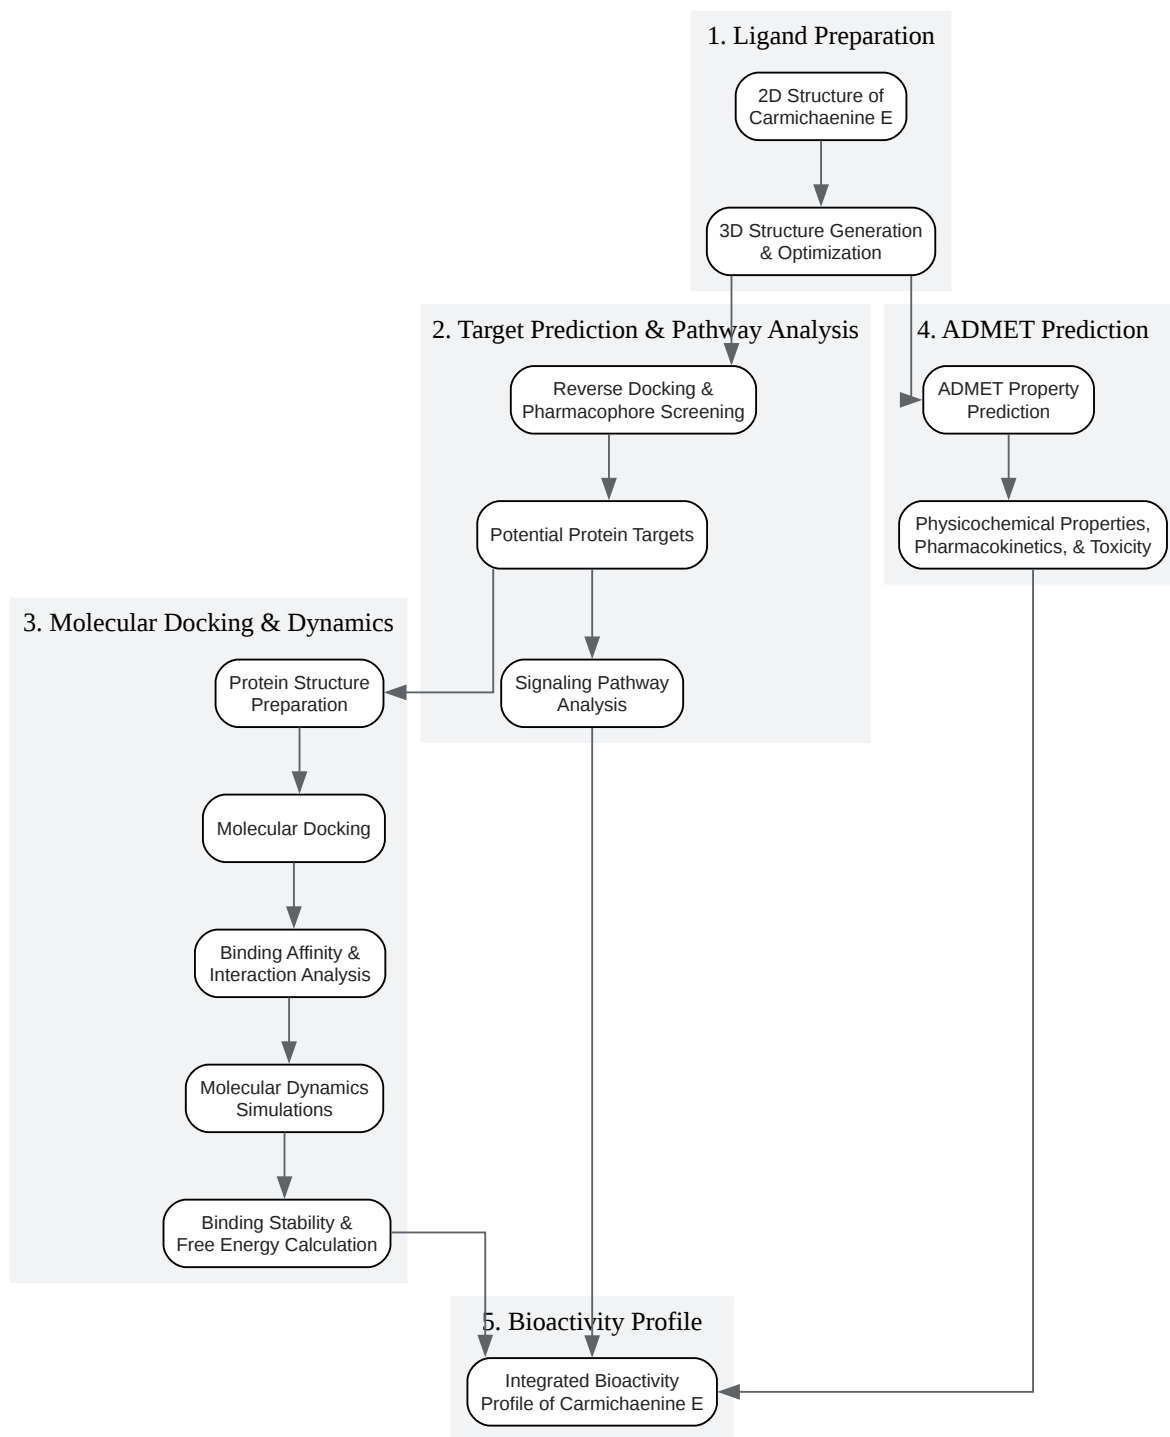 1. Ligand Preparation
2D Structure of
Carmichaenine E
3D Structure Generation
& Optimization
2. Target Prediction & Pathway Analysis
Reverse Docking &
Pharmacophore Screening
Potential Protein Targets
Signaling Pathway
Analysis
4. ADMET Prediction
ADMET Property
Prediction
Physicochemical Properties,
Pharmacokinetics, & Toxicity
3. Molecular Docking & Dynamics
Protein Structure
Preparation
Molecular Docking
Binding Affinity &
Interaction Analysis
Molecular Dynamics
Simulations
Binding Stability &
Free Energy Calculation
5. Bioactivity Profile
Integrated Bioactivity
Profile of Carmichaenine E